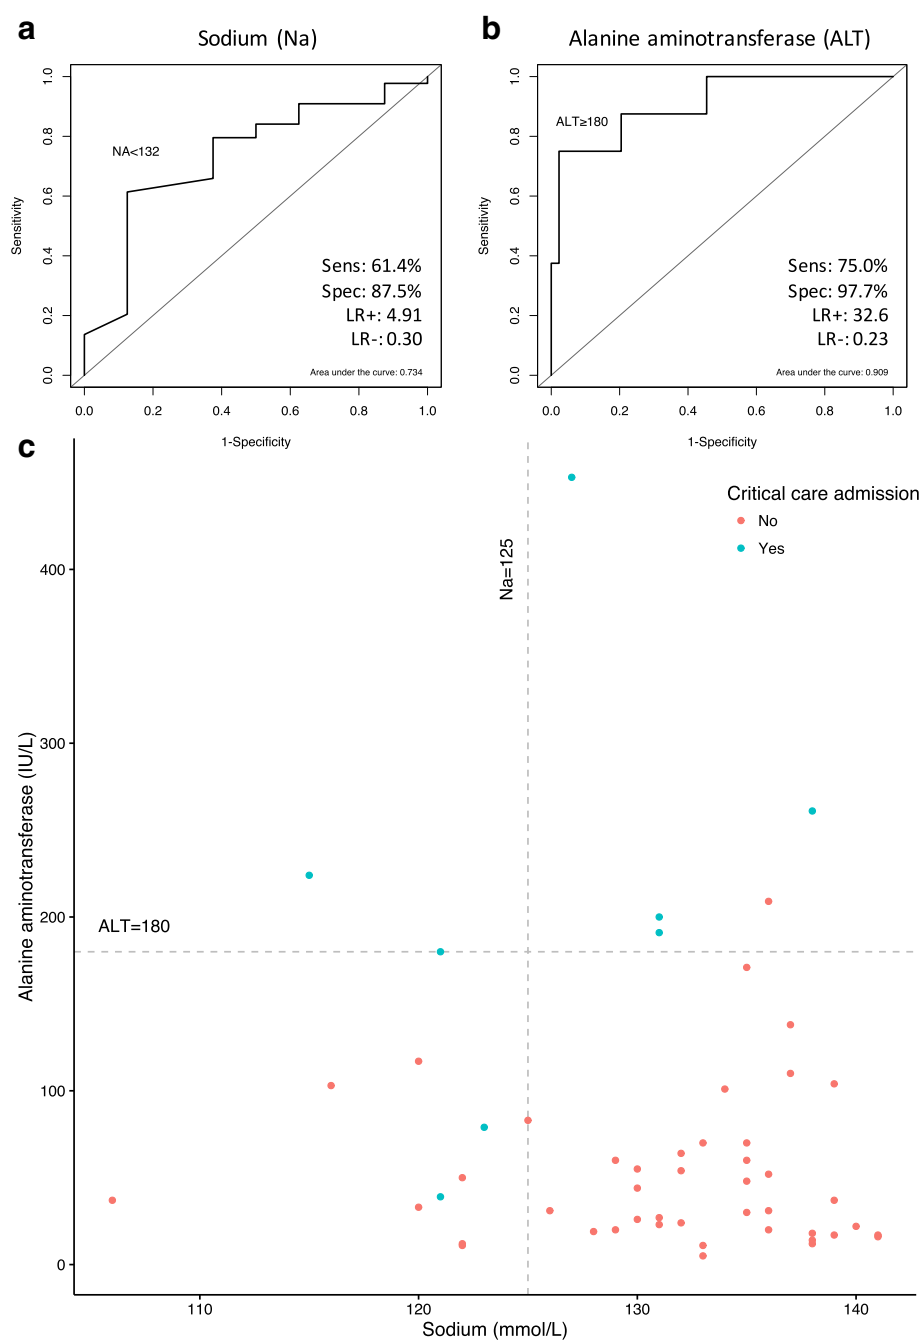 a
Sodium (Na)
1.0
0.8
0.6
0.4
0.2
0.0
Sensitivity
NA<132
Sens: 61.4%
Spec: 87.5%
LR+: 4.91
LR-: 0.30
Area under the curve: 0.734
0.0 0.2 0.4 0.6 0.8 1.0
1-Specificity
b
Alanine aminotransferase (ALT)
1.0
0.8
0.6
0.4
0.2
0.0
Sensitivity
ALT≥180
Sens: 75.0%
Spec: 97.7%
LR+: 32.6
LR-: 0.23
Area under the curve: 0.909
0.0 0.2 0.4 0.6 0.8 1.0
1-Specificity
c
Critical care admission
No
Yes
Na=125
ALT=180
400
300
200
100
0
Alanine aminotransferase (IU/L)
110 120 130 140
Sodium (mmol/L)